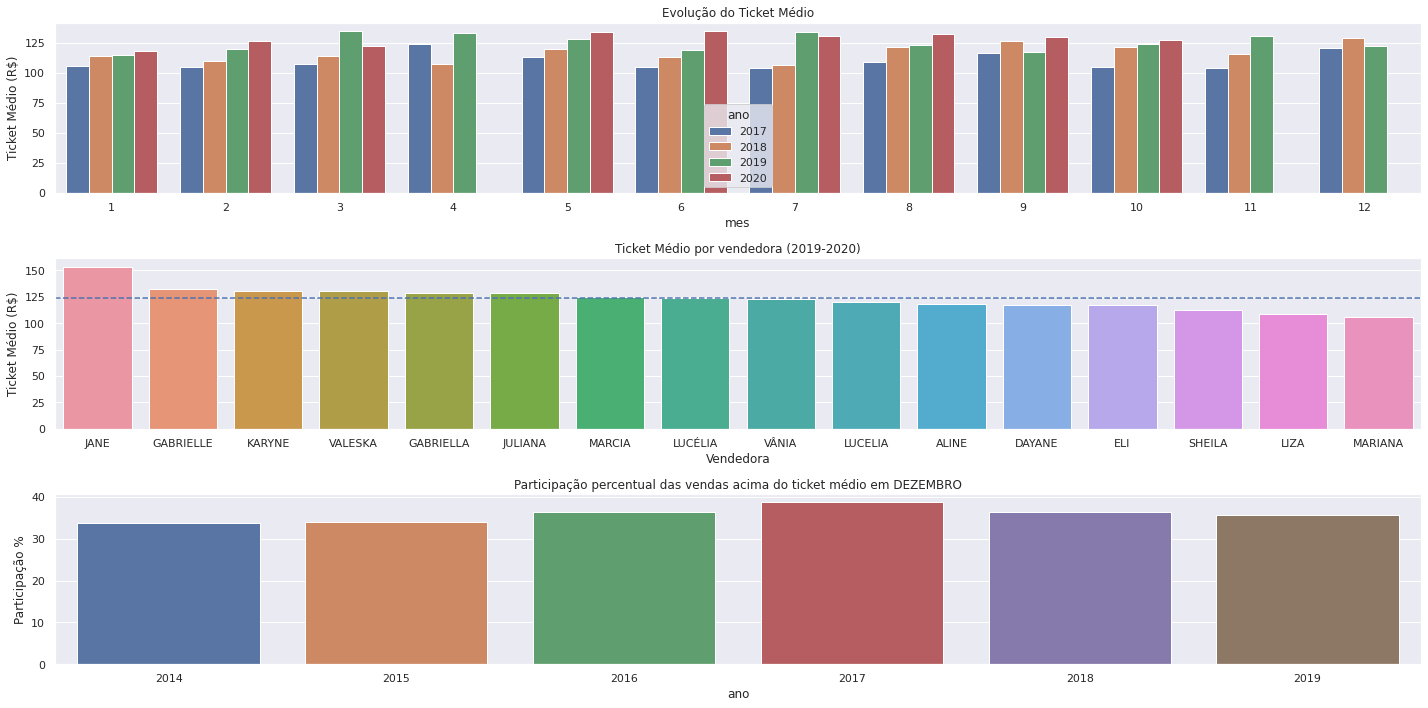 Evolução do Ticket Médio
Ticket Médio (R$)
125
100
75
50
25
0
ano
2017
2018
2019
2020
1 2 3 4 5 6 7 8 9 10 11 12
mes
Ticket Médio por vendedora (2019-2020)
Ticket Médio (R$)
150
125
100
75
50
25
0
JANE GABRIELLE KARYNE VALESKA GABRIELLA JULIANA MARCIA LUCÉLIA VÂNIA LUCELIA ALINE DAYANE ELI SHEILA LIZA MARIANA
Vendedora
Participação percentual das vendas acima do ticket médio em DEZEMBRO
Participação %
40
30
20
10
0
2014 2015 2016 2017 2018 2019
ano